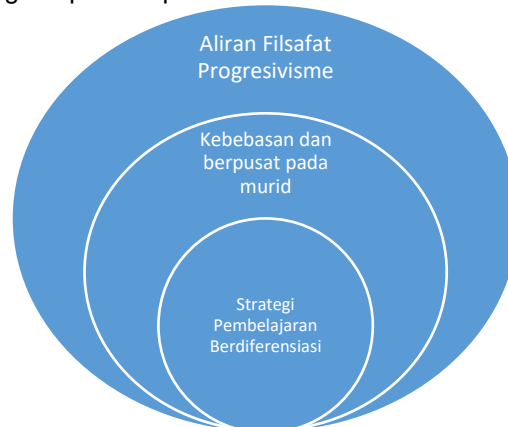 Aliran Filsafat
Progresivisme
Kebebasan dan
berpusat pada
murid
Strategi
Pembelajaran
Berdiferensiasi